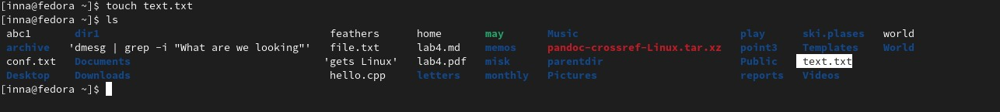 [inna@fedora ~]$ touch text.txt
[inna@fedora ~]$ ls
abc1 dir1 feathers home may Music play ski.plases world
archive 'dmesg | grep -i "What are we looking"' file.txt lab4.md memos pandoc-crossref-Linux.tar.xz point3 Templates World
conf.txt Documents 'gets Linux' lab4.pdf misk parentdir Public text.txt
Desktop Downloads hello.cpp letters monthly Pictures reports Videos
[inna@fedora ~]$